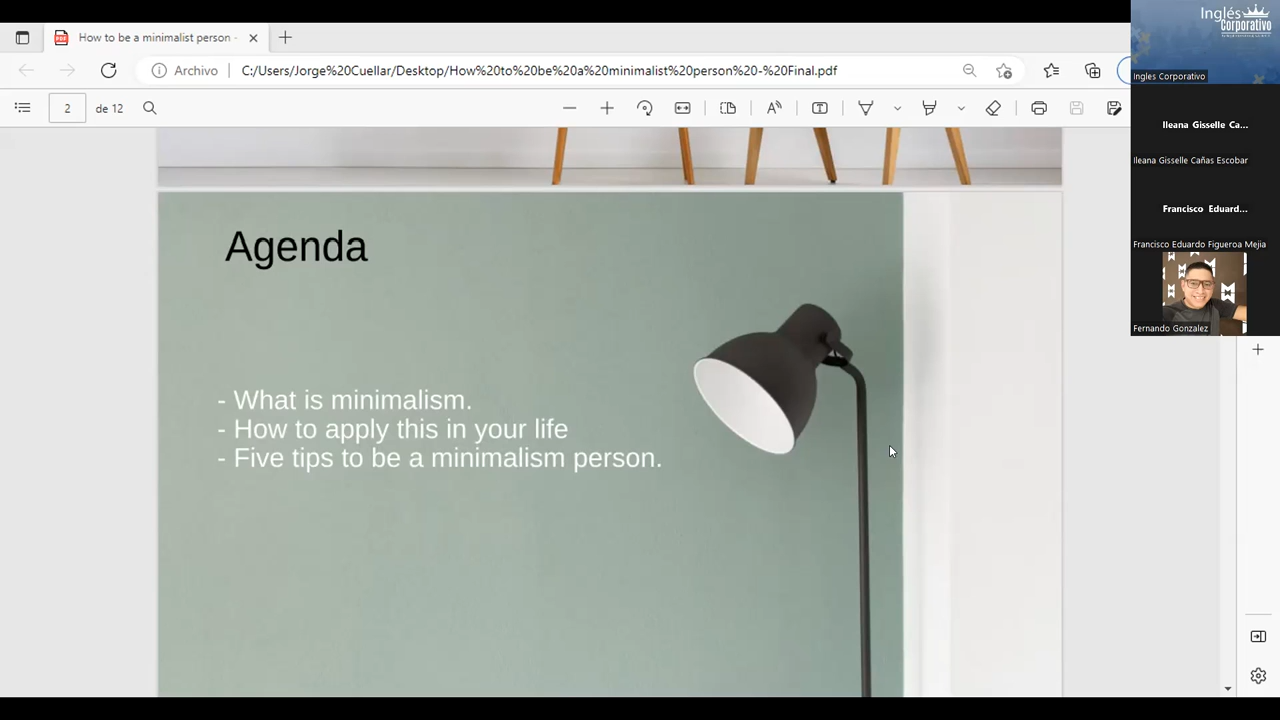 How to be a minimalist person -
Archivo
C:/Users/Jorge%20Cuellar/Desktop/How%20to%20be%20a%20minimalist%20person%20-%20Final.pdf
2
de 12
Agenda
- What is minimalism.
- How to apply this in your life
- Five tips to be a minimalism person.
Inglés
Corporativo
Ingles Corporativo
Ileana Gisselle Ca...
Ileana Gisselle Cañas Escobar
Francisco Eduard...
Francisco Eduardo Figueroa Mejia
Fernando Gonzalez